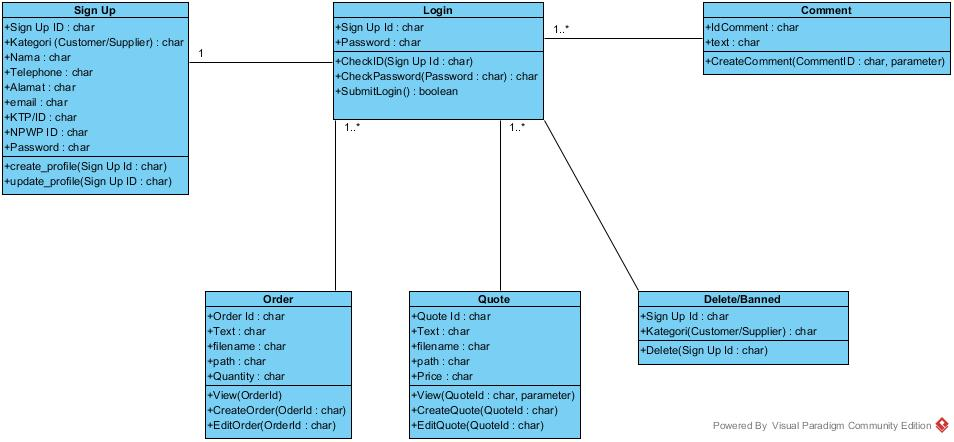 Sign Up
+Sign Up ID : char
+Kategori (Customer/Supplier) : char
+Nama : char
+Telephone : char
+Alamat : char
+email : char
+KTP/ID : char
+NPWP ID : char
+Password : char
+create_profile(Sign Up Id : char)
+update_profile(Sign Up ID : char)
1
Login
+Sign Up Id : char
+Password : char
+CheckID(Sign Up Id : char)
+CheckPassword(Password : char) : char
+SubmitLogin() : boolean
1..*
Comment
+IdComment : char
+text : char
+CreateComment(CommentID : char, parameter)
1..*
1..*
Order
+Order Id : char
+Text : char
+filename : char
+path : char
+Quantity : char
+View(OrderId)
+CreateOrder(OderId : char)
+EditOrder(OrderId : char)
Quote
+Quote Id : char
+Text : char
+filename : char
+path : char
+Price : char
+View(QuoteId : char, parameter)
+CreateQuote(QuoteId : char)
+EditQuote(QuoteId : char)
Delete/Banned
+Sign Up Id : char
+Kategori(Customer/Supplier) : char
+Delete(Sign Up Id : char)
Powered By Visual Paradigm Community Edition